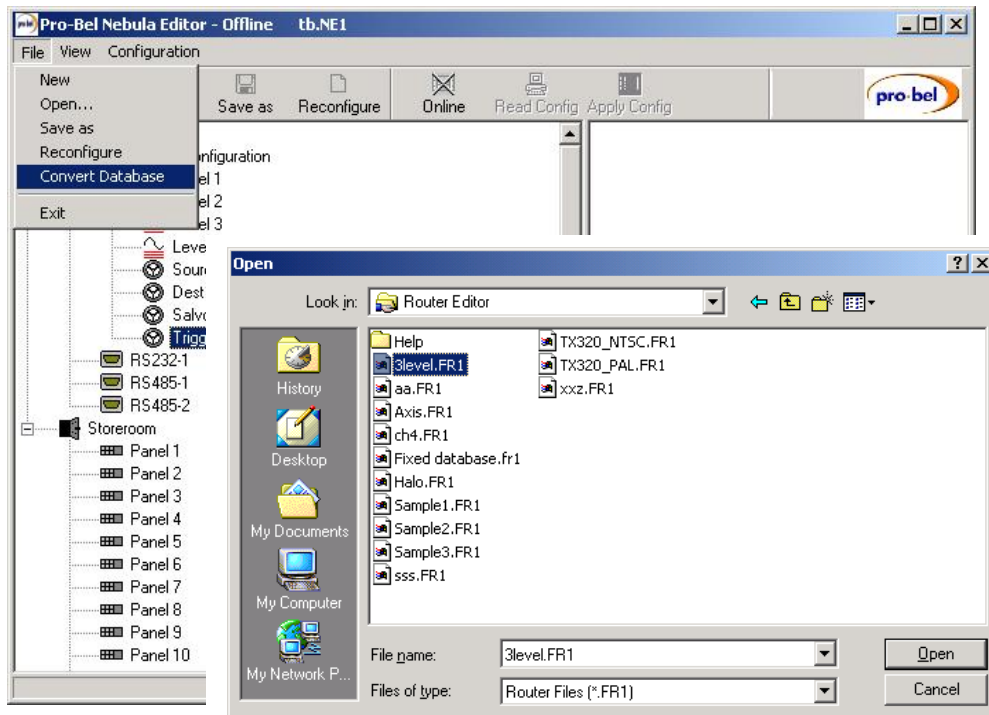 Pro-Bel Nebula Editor - Offline tb.NE1
File View Configuration
New
Open...
Save as
Reconfigure
Convert Database
Exit
Save as Reconfigure Online Read Config Apply Config
pro·bel
nfiguration
el 1
el 2
el 3
Leve
Sour
Dest
Salvo
Trigg
RS232-1
RS485-1
RS485-2
Storeroom
Panel 1
Panel 2
Panel 3
Panel 4
Panel 5
Panel 6
Panel 7
Panel 8
Panel 9
Panel 10
Open
Look in: Router Editor
History
Desktop
My Documents
My Computer
My Network P...
Help
3level.FR1
aa.FR1
Axis.FR1
ch4.FR1
Fixed database.fr1
Halo.FR1
Sample1.FR1
Sample2.FR1
Sample3.FR1
sss.FR1
TX320_NTSC.FR1
TX320_PAL.FR1
xxz.FR1
File name: 3level.FR1 Open
Files of type: Router Files (*.FR1) Cancel